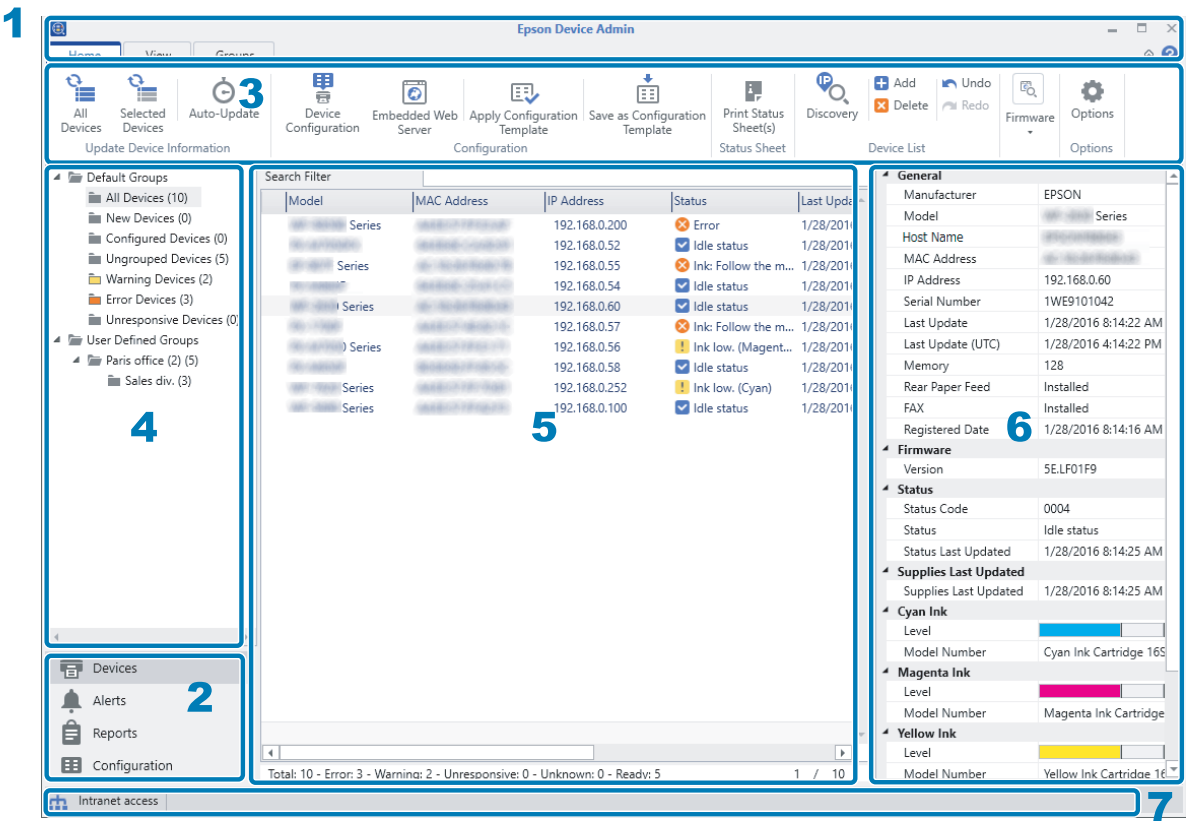 1
Epson Device Admin
Home View Groups
3
All Devices
Selected Devices
Auto-Update
Update Device Information
Device Configuration
Embedded Web Server
Apply Configuration Template
Save as Configuration Template
Configuration
Print Status Sheet(s)
Status Sheet
Discovery
Add
Delete
Undo
Redo
Device List
Firmware
Options
Options
Default Groups
All Devices (10)
New Devices (0)
Configured Devices (0)
Ungrouped Devices (5)
Warning Devices (2)
Error Devices (3)
Unresponsive Devices (0)
User Defined Groups
Paris office (2) (5)
Sales div. (3)
4
Devices
Alerts
Reports
Configuration
2
Search Filter
Model MAC Address IP Address Status Last Upda
Series 192.168.0.200 Error 1/28/201
192.168.0.52 Idle status 1/28/201
Series 192.168.0.55 Ink: Follow the m... 1/28/201
192.168.0.54 Idle status 1/28/201
Series 192.168.0.60 Idle status 1/28/201
192.168.0.57 Ink: Follow the m... 1/28/201
Series 192.168.0.56 Ink low. (Magent... 1/28/201
192.168.0.58 Idle status 1/28/201
Series 192.168.0.252 Ink low. (Cyan) 1/28/201
Series 192.168.0.100 Idle status 1/28/201
5
Total: 10 - Error: 3 - Warning: 2 - Unresponsive: 0 - Unknown: 0 - Ready: 5 1 / 10
General
Manufacturer EPSON
Model Series
Host Name
MAC Address
IP Address 192.168.0.60
Serial Number 1WE9101042
Last Update 1/28/2016 8:14:22 AM
Last Update (UTC) 1/28/2016 4:14:22 PM
Memory 128
Rear Paper Feed Installed
FAX Installed
Registered Date 1/28/2016 8:14:16 AM
6
Firmware
Version 5E.LF01F9
Status
Status Code 0004
Status Idle status
Status Last Updated 1/28/2016 8:14:25 AM
Supplies Last Updated
Supplies Last Updated 1/28/2016 8:14:25 AM
Cyan Ink
Level
Model Number Cyan Ink Cartridge 16S
Magenta Ink
Level
Model Number Magenta Ink Cartridge
Yellow Ink
Level
Model Number Yellow Ink Cartridge 16
Intranet access
7